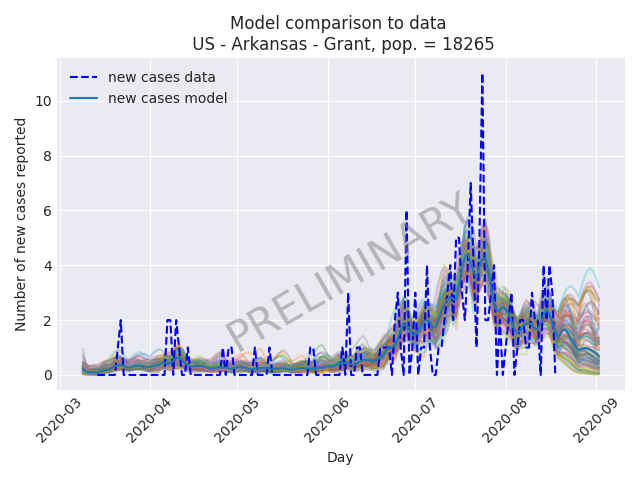 Model comparison to data
US - Arkansas - Grant, pop. = 18265
new cases data
new cases model
PRELIMINARY
Number of new cases reported
10
8
6
4
2
0
2020-03
2020-04
2020-05
2020-06
2020-07
2020-08
2020-09
Day